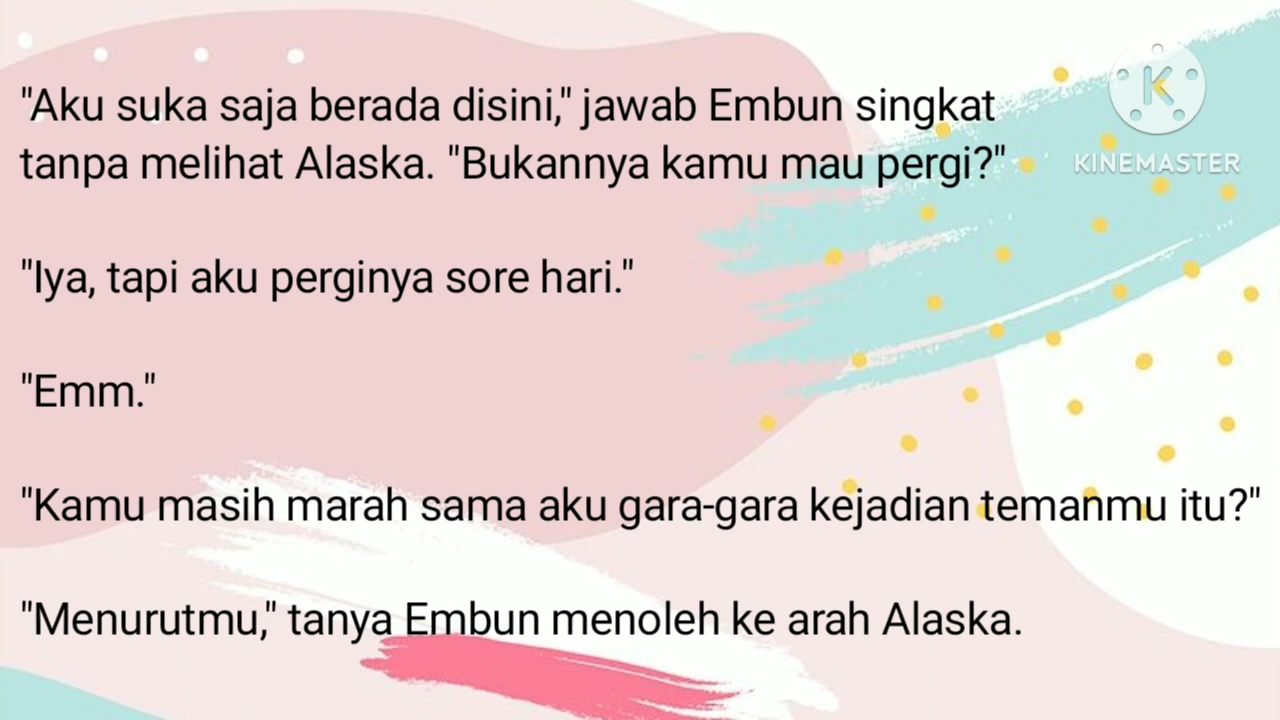 "Aku suka saja berada disini," jawab Embun singkat
tanpa melihat Alaska. "Bukannya kamu mau pergi?"
"Iya, tapi aku perginya sore hari."
"Emm."
"Kamu masih marah sama aku gara-gara kejadian temanmu itu?"
"Menurutmu," tanya Embun menoleh ke arah Alaska.
K
KINEMASTER